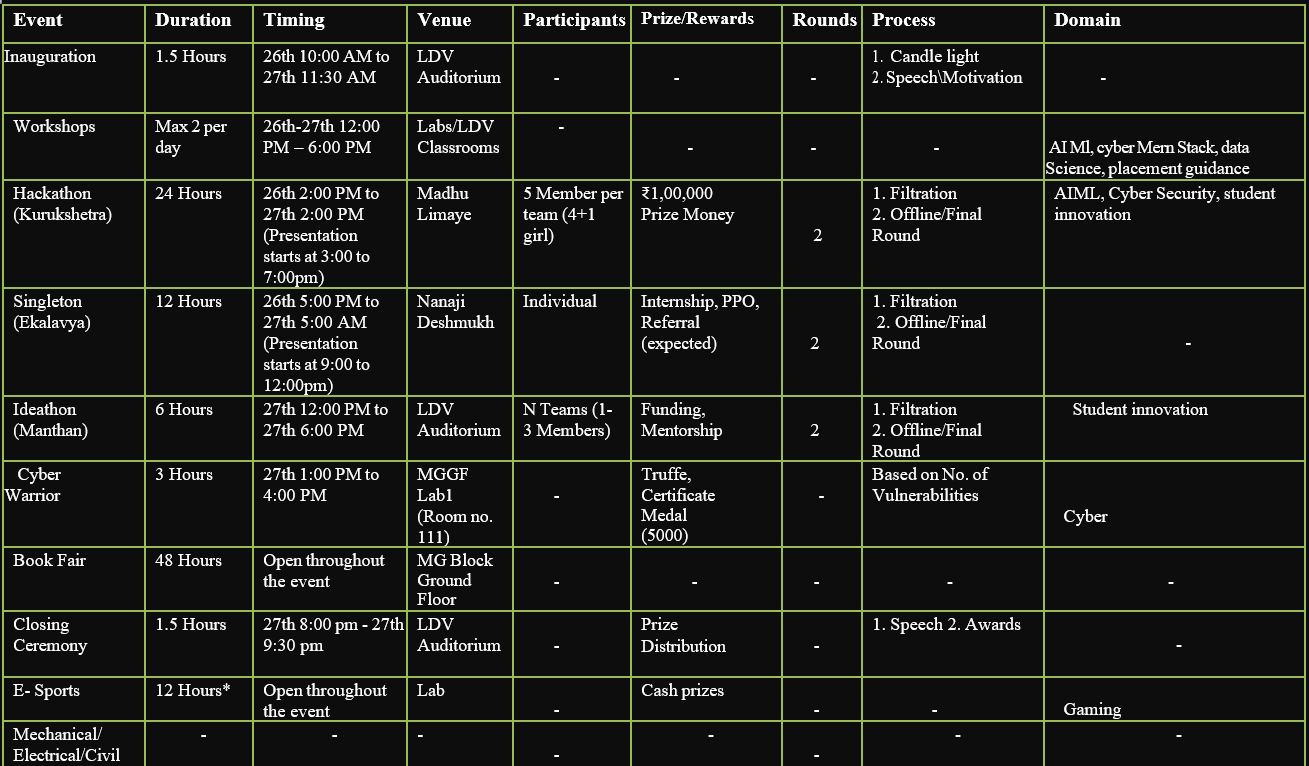 Event Duration Timing Venue Participants Prize/Rewards Rounds Process Domain
Inauguration
1.5 Hours
26th 10:00 AM to
27th 11:30 AM
LDV
Auditorium
-
-
-
1. Candle light
2. Speech\Motivation
-
Workshops
Max 2 per
day
26th-27th 12:00
PM – 6:00 PM
Labs/LDV
Classrooms
-
-
-
-
AI Ml, cyber Mern Stack, data
Science, placement guidance
Hackathon
(Kurukshetra)
24 Hours
26th 2:00 PM to
27th 2:00 PM
(Presentation
starts at 3:00 to
7:00pm)
Madhu
Limaye
5 Member per
team (4+1
girl)
₹1,00,000
Prize Money
2
1. Filtration
2. Offline/Final
Round
AIML, Cyber Security, student
innovation
Singleton
(Ekalavya)
12 Hours
26th 5:00 PM to
27th 5:00 AM
(Presentation
starts at 9:00 to
12:00pm)
Nanaji
Deshmukh
Individual
Internship, PPO,
Referral
(expected)
2
1. Filtration
2. Offline/Final
Round
-
Ideathon
(Manthan)
6 Hours
27th 12:00 PM to
27th 6:00 PM
LDV
Auditorium
N Teams (1-
3 Members)
Funding,
Mentorship
2
1. Filtration
2. Offline/Final
Round
Student innovation
Cyber
Warrior
3 Hours
27th 1:00 PM to
4:00 PM
MGGF
Lab1
(Room no.
111)
-
Truffe,
Certificate
Medal
(5000)
-
Based on No. of
Vulnerabilities
Cyber
Book Fair
48 Hours
Open throughout
the event
MG Block
Ground
Floor
-
-
-
-
-
Closing
Ceremony
1.5 Hours
27th 8:00 pm - 27th
9:30 pm
LDV
Auditorium
-
Prize
Distribution
-
1. Speech 2. Awards
-
E- Sports
12 Hours*
Open throughout
the event
Lab
-
Cash prizes
-
-
Gaming
Mechanical/
Electrical/Civil
-
-
-
-
-
-
-
-